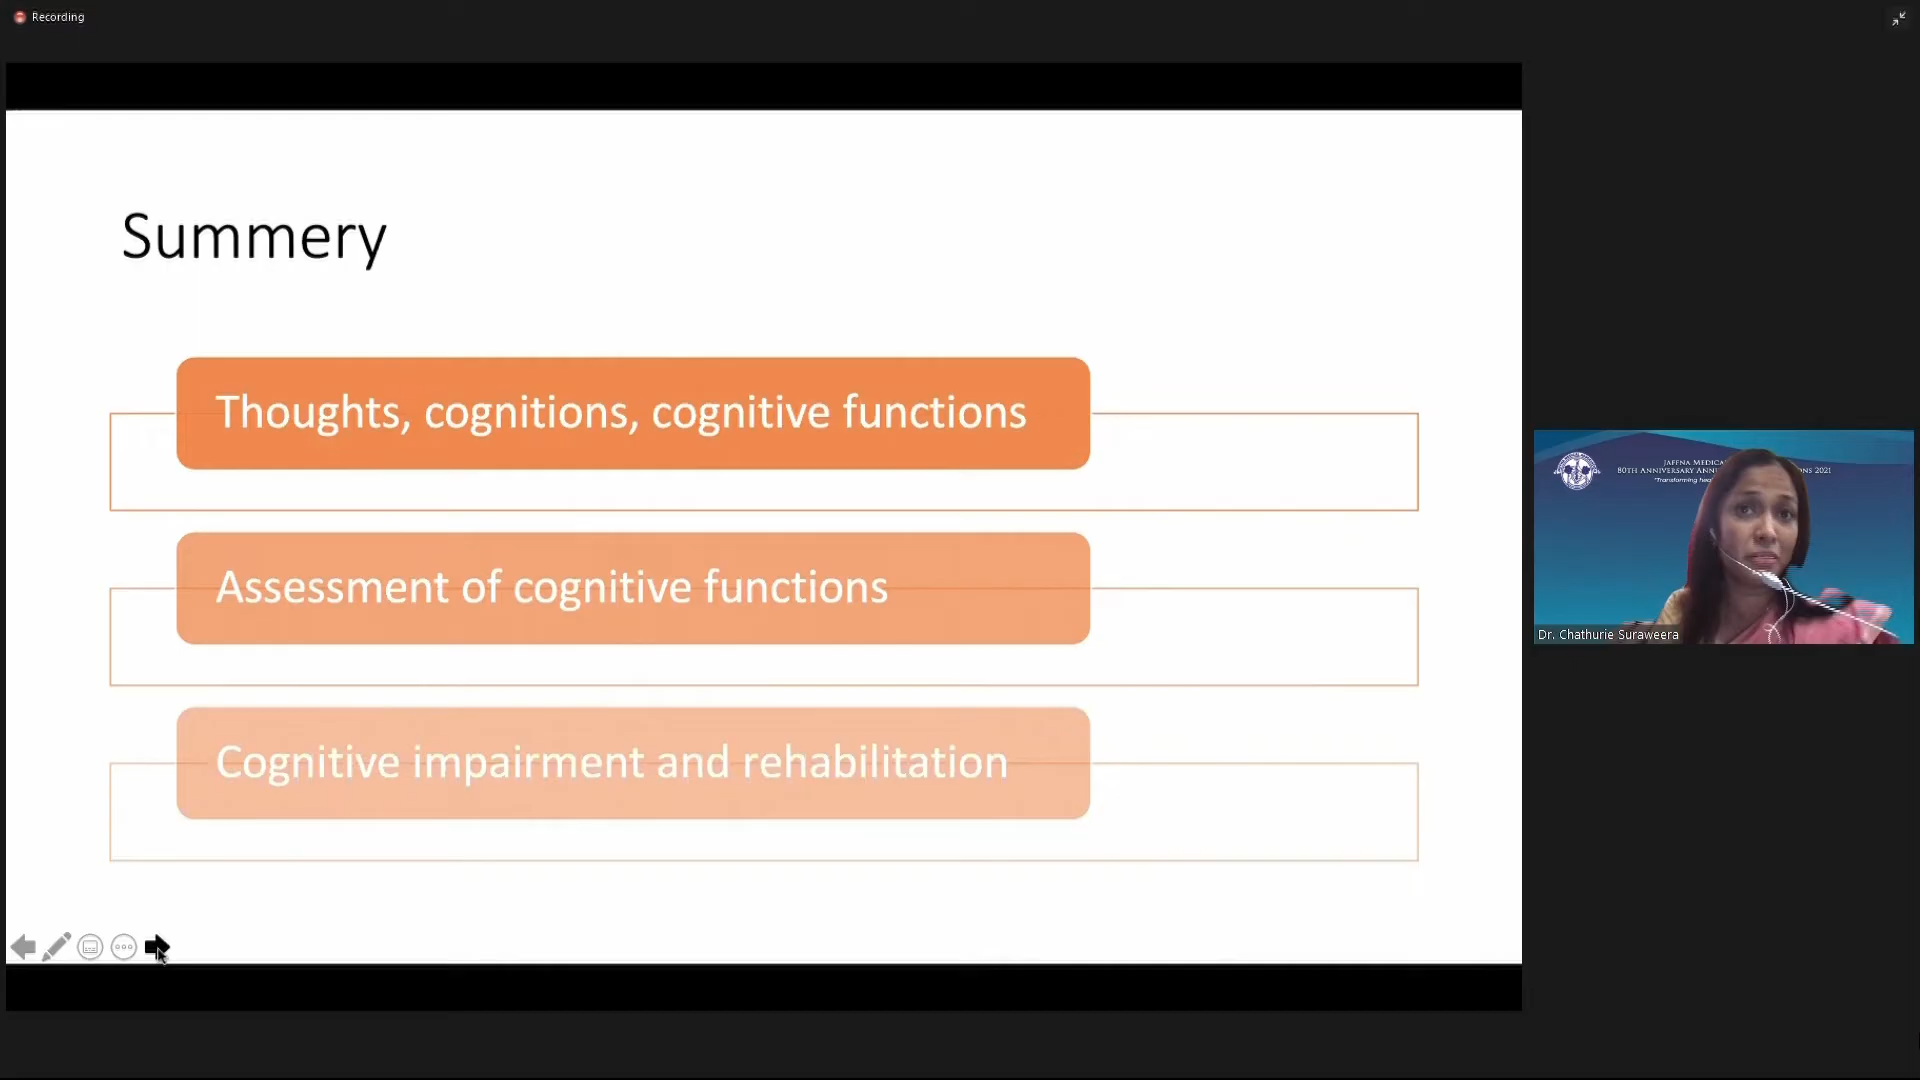 Recording
Summery
Thoughts, cognitions, cognitive functions
Assessment of cognitive functions
Cognitive impairment and rehabilitation
JAFFNA MEDICA
80TH ANNIVERSARY ANN NS 2021
"Transforming hea
Dr. Chathurie Suraweera